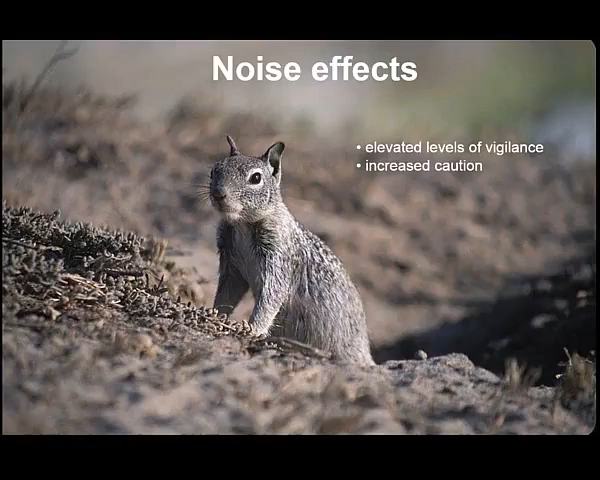 Noise effects
• elevated levels of vigilance
• increased caution